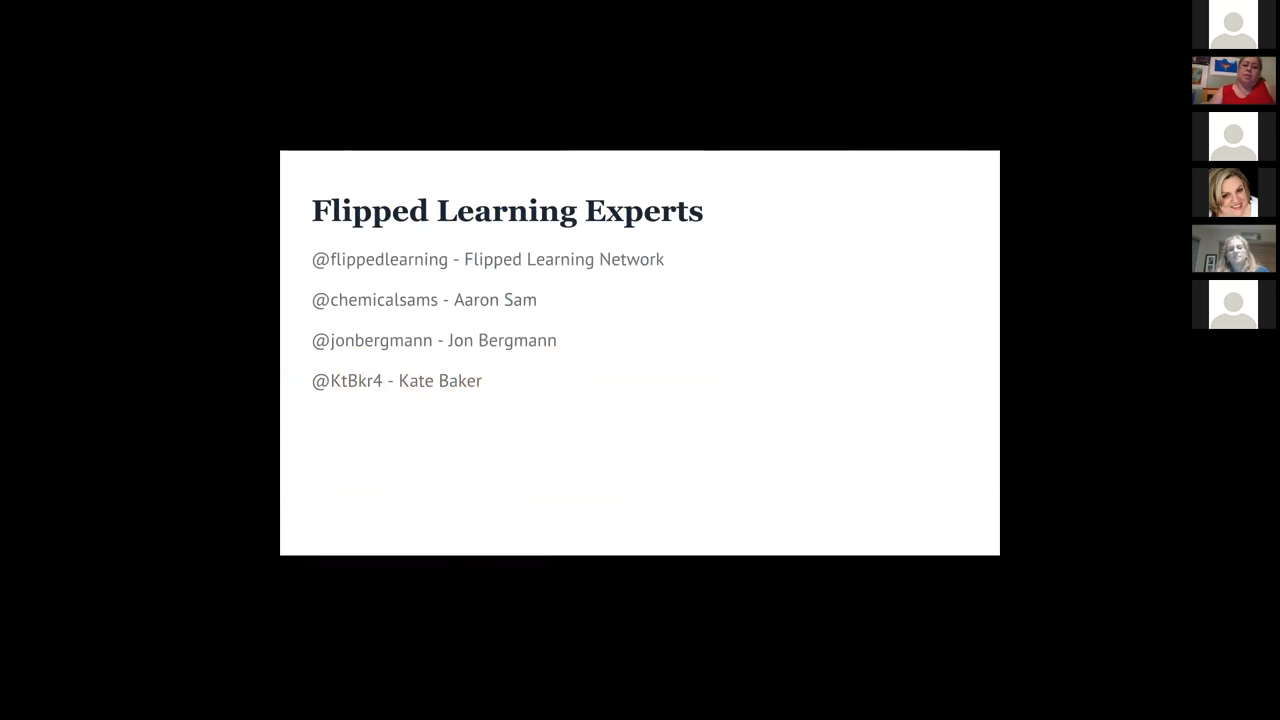 Flipped Learning Experts
@flippedlearning - Flipped Learning Network
@chemicalsams - Aaron Sam
@jonbergmann - Jon Bergmann
@KtBkr4 - Kate Baker